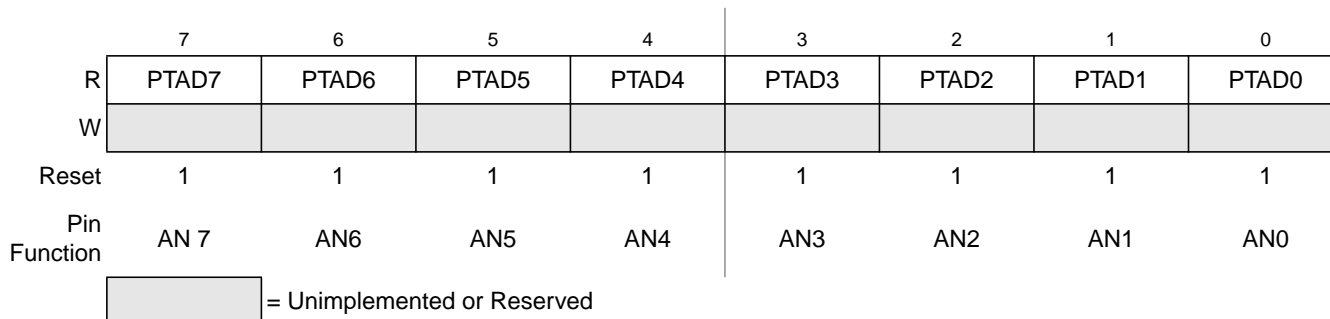 7 6 5 4 3 2 1 0
R PTAD7 PTAD6 PTAD5 PTAD4 PTAD3 PTAD2 PTAD1 PTAD0
W
Reset 1 1 1 1 1 1 1 1
Pin
Function AN 7 AN6 AN5 AN4 AN3 AN2 AN1 AN0
= Unimplemented or Reserved